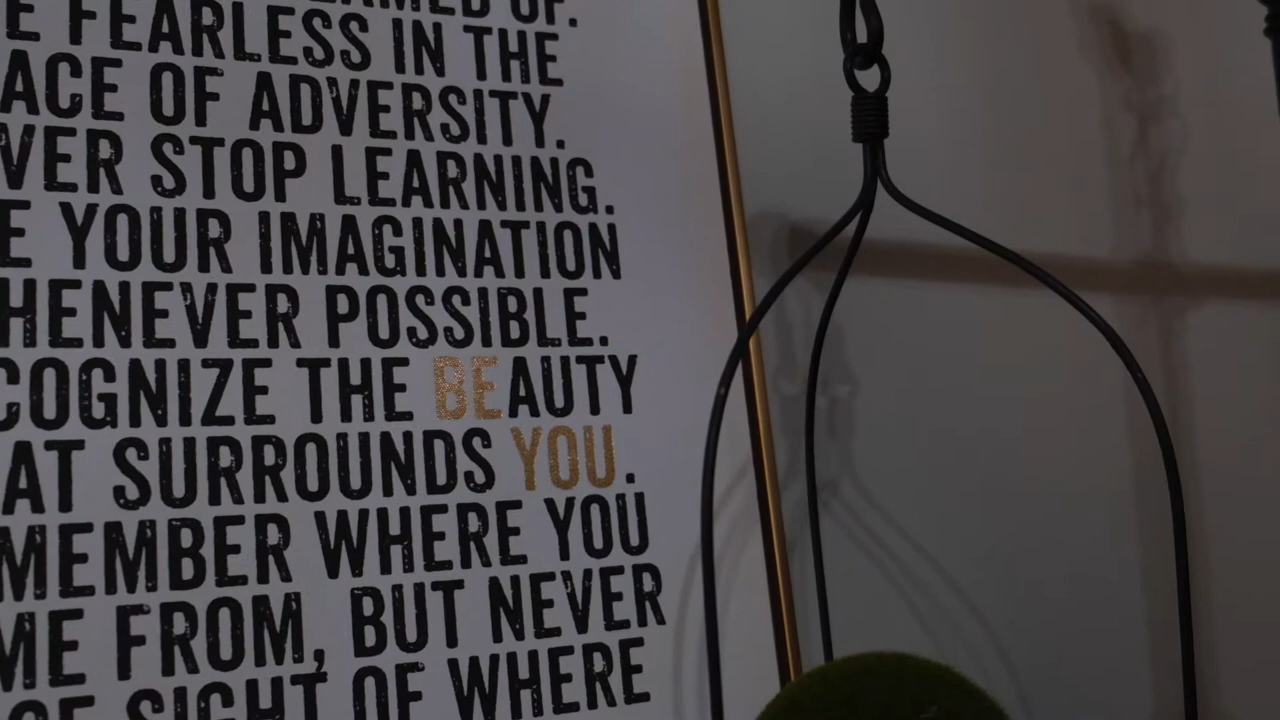 OF.
E FEARLESS IN THE
ACE OF ADVERSITY.
VER STOP LEARNING.
E YOUR IMAGINATION
HENEVER POSSIBLE.
COGNIZE THE BEAUTY
AT SURROUNDS YOU.
MEMBER WHERE YOU
ME FROM, BUT NEVER
SIGHT OF WHERE